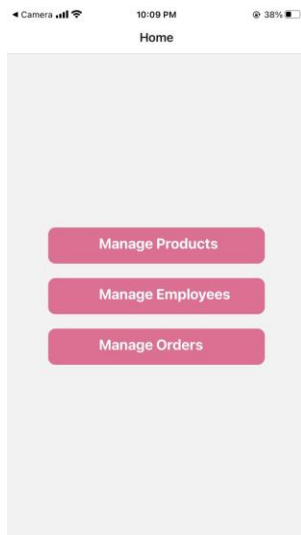 Camera 10:09 PM 38%
Home
Manage Products
Manage Employees
Manage Orders